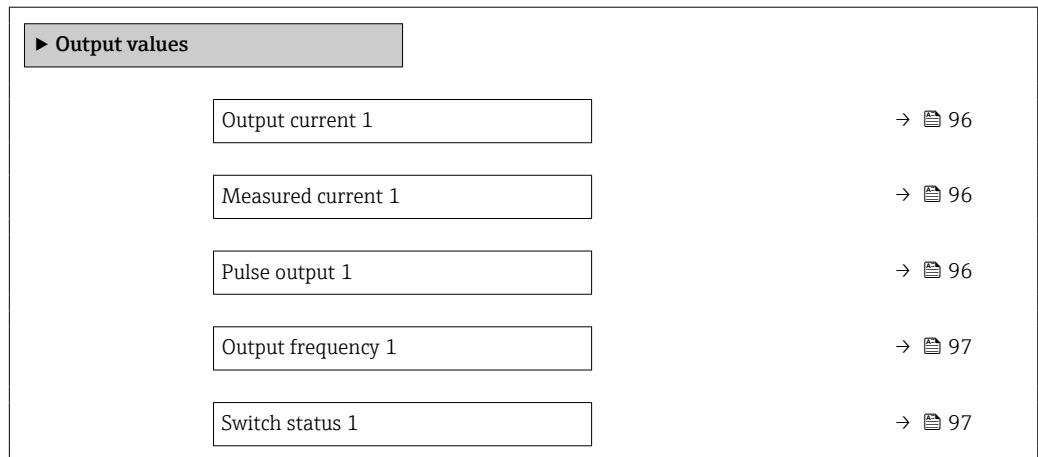 ► Output values
Output current 1 → 96
Measured current 1 → 96
Pulse output 1 → 96
Output frequency 1 → 97
Switch status 1 → 97